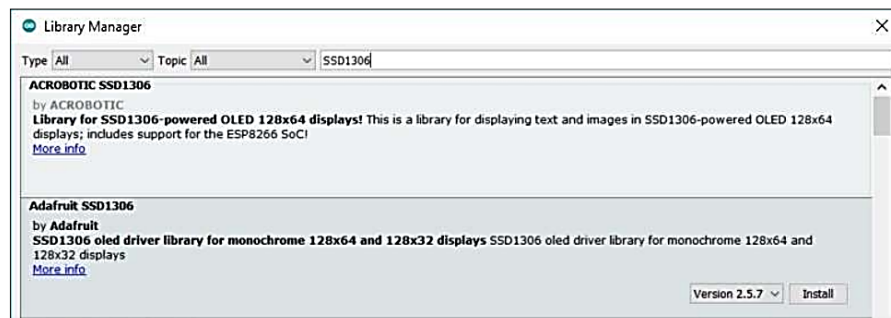 Library Manager
Type All Topic All SSD1306
ACROBOTIC SSD1306
by ACROBOTIC
Library for SSD1306-powered OLED 128x64 displays! This is a library for displaying text and images in SSD1306-powered OLED 128x64
displays; includes support for the ESP8266 SoC!
More info
Adafruit SSD1306
by Adafruit
SSD1306 oled driver library for monochrome 128x64 and 128x32 displays SSD1306 oled driver library for monochrome 128x64 and
128x32 displays
More info
Version 2.5.7 Install